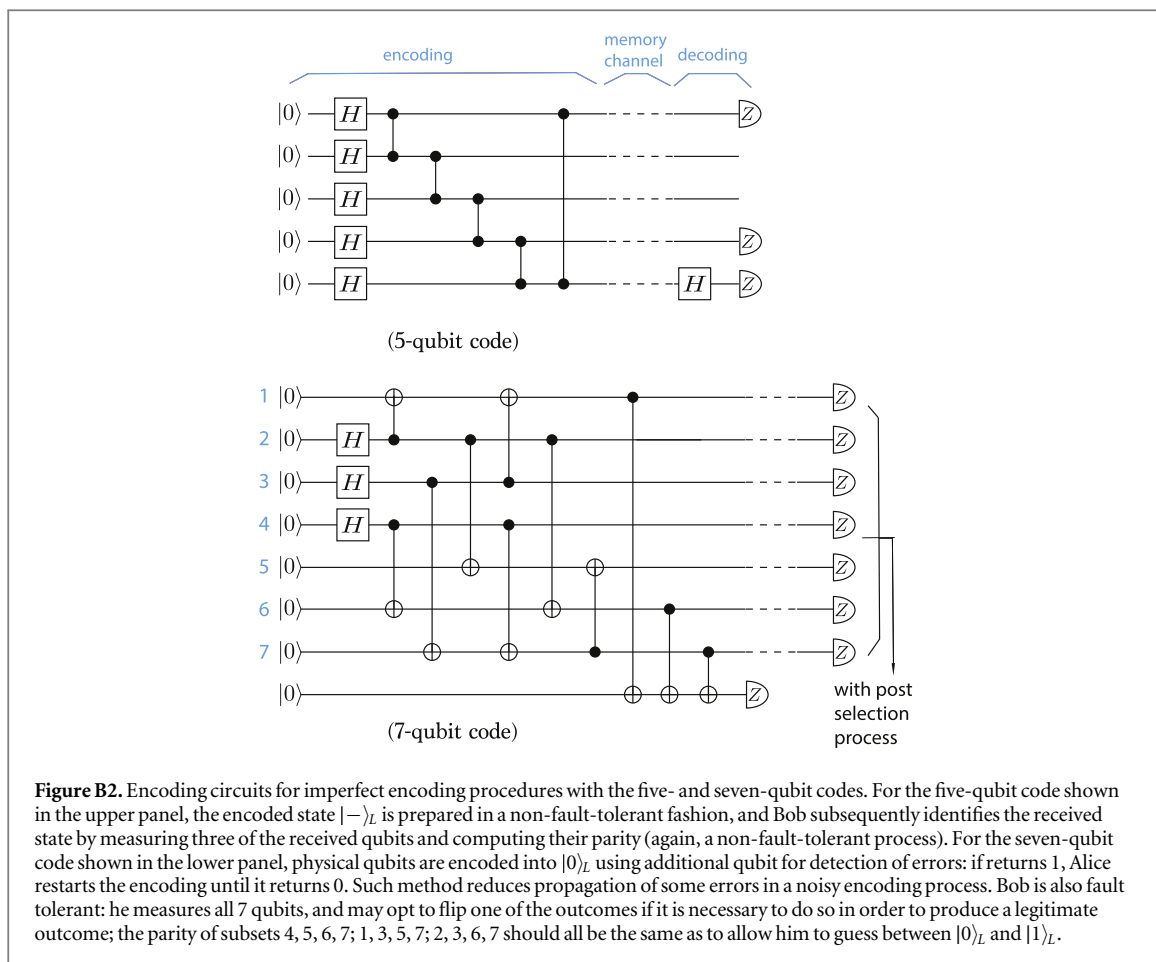 encoding
memory
channel
decoding
|0⟩ H Z
|0⟩ H
|0⟩ H
|0⟩ H Z
|0⟩ H H Z
(5-qubit code)
1 |0⟩ Z
2 |0⟩ H Z
3 |0⟩ H Z
4 |0⟩ H Z
5 |0⟩ Z
6 |0⟩ Z
7 |0⟩ Z
|0⟩ Z
with post
selection
process
(7-qubit code)
Figure B2. Encoding circuits for imperfect encoding procedures with the five- and seven-qubit codes. For the five-qubit code shown
in the upper panel, the encoded state |−⟩L is prepared in a non-fault-tolerant fashion, and Bob subsequently identifies the received
state by measuring three of the received qubits and computing their parity (again, a non-fault-tolerant process). For the seven-qubit
code shown in the lower panel, physical qubits are encoded into |0⟩L using additional qubit for detection of errors: if returns 1, Alice
restarts the encoding until it returns 0. Such method reduces propagation of some errors in a noisy encoding process. Bob is also fault
tolerant: he measures all 7 qubits, and may opt to flip one of the outcomes if it is necessary to do so in order to produce a legitimate
outcome; the parity of subsets 4, 5, 6, 7; 1, 3, 5, 7; 2, 3, 6, 7 should all be the same as to allow him to guess between |0⟩L and |1⟩L.